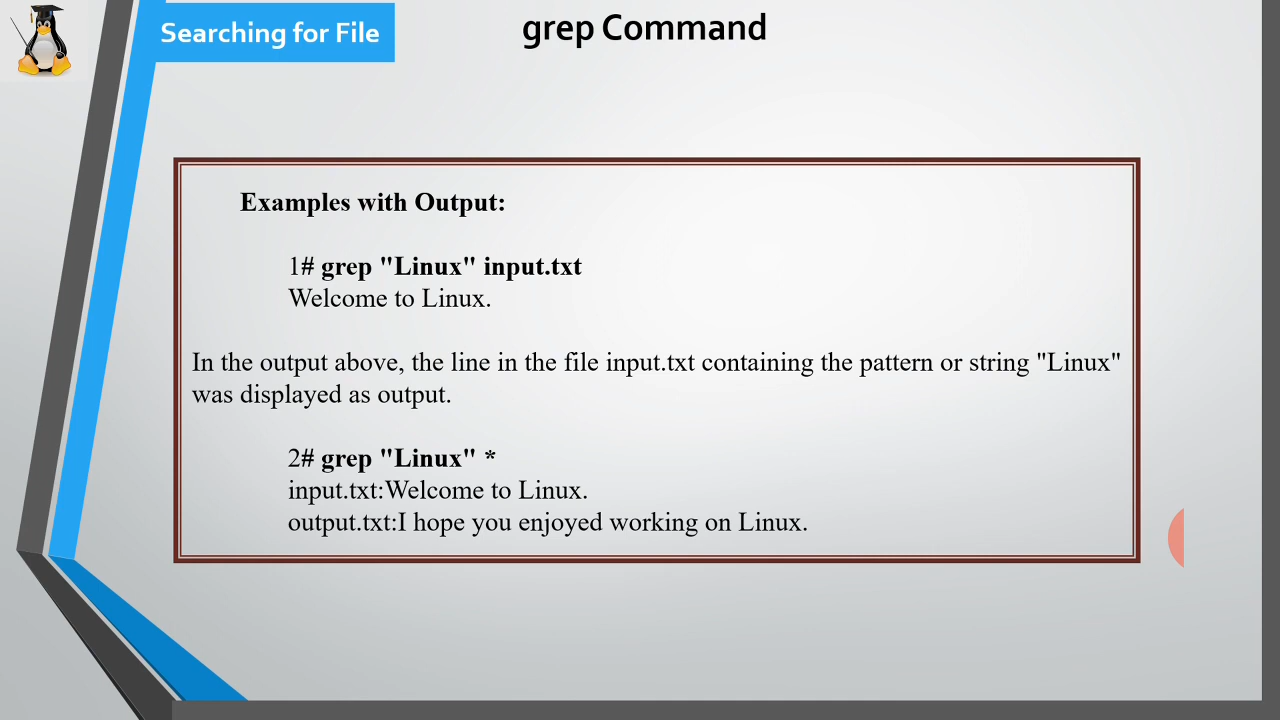 Searching for File
grep Command
Examples with Output:
1# grep "Linux" input.txt
Welcome to Linux.
In the output above, the line in the file input.txt containing the pattern or string "Linux"
was displayed as output.
2# grep "Linux" *
input.txt:Welcome to Linux.
output.txt:I hope you enjoyed working on Linux.